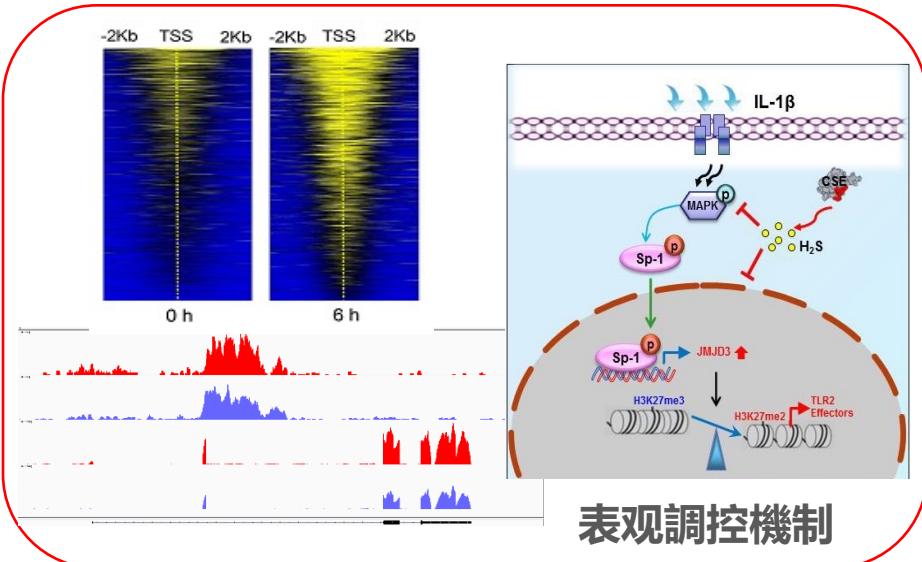 -2Kb TSS 2Kb
-2Kb TSS 2Kb
0 h
6 h
IL-1β
CSE
MAPK
p
H₂S
Sp-1
p
Sp-1
p
JMJD3
H3K27me3
H3K27me2
TLR2
Effectors
表观調控機制